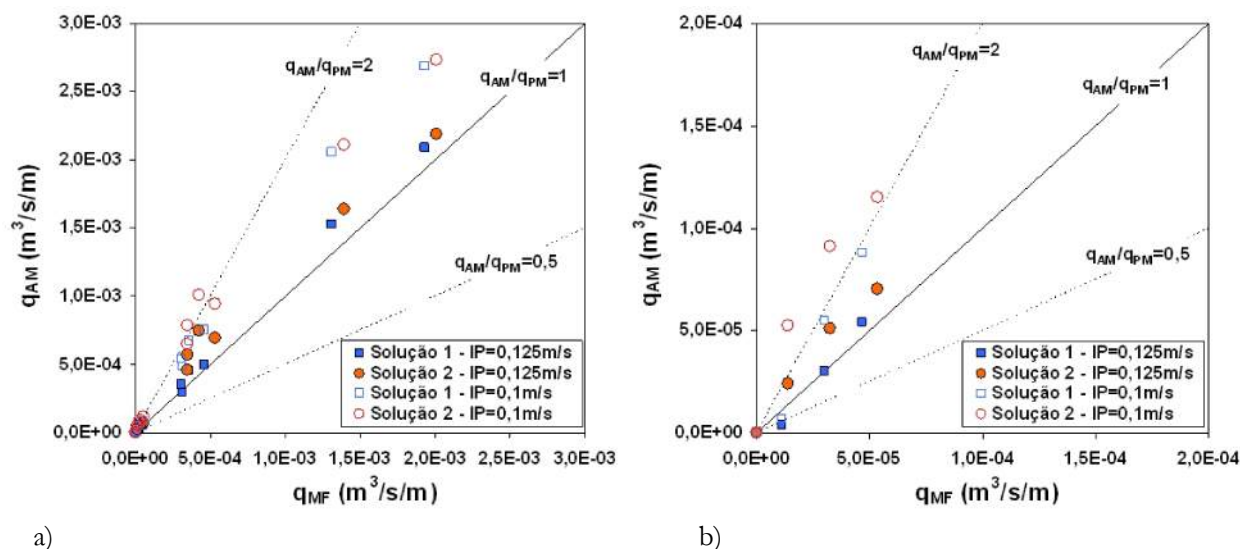 3,0E-03
2,5E-03
2,0E-03
1,5E-03
1,0E-03
5,0E-04
0,0E+00
q_AM (m³/s/m)
q_AM/q_PM=2
q_AM/q_PM=1
q_AM/q_PM=0,5
Solução 1 - IP=0,125m/s
Solução 2 - IP=0,125m/s
Solução 1 - IP=0,1m/s
Solução 2 - IP=0,1m/s
0,0E+00 5,0E-04 1,0E-03 1,5E-03 2,0E-03 2,5E-03 3,0E-03
q_MF (m³/s/m)
a)
2,0E-04
1,5E-04
1,0E-04
5,0E-05
0,0E+00
q_AM (m³/s/m)
q_AM/q_PM=2
q_AM/q_PM=1
q_AM/q_PM=0,5
Solução 1 - IP=0,125m/s
Solução 2 - IP=0,125m/s
Solução 1 - IP=0,1m/s
Solução 2 - IP=0,1m/s
0,0E+00 5,0E-05 1,0E-04 1,5E-04 2,0E-04
q_MF (m³/s/m)
b)